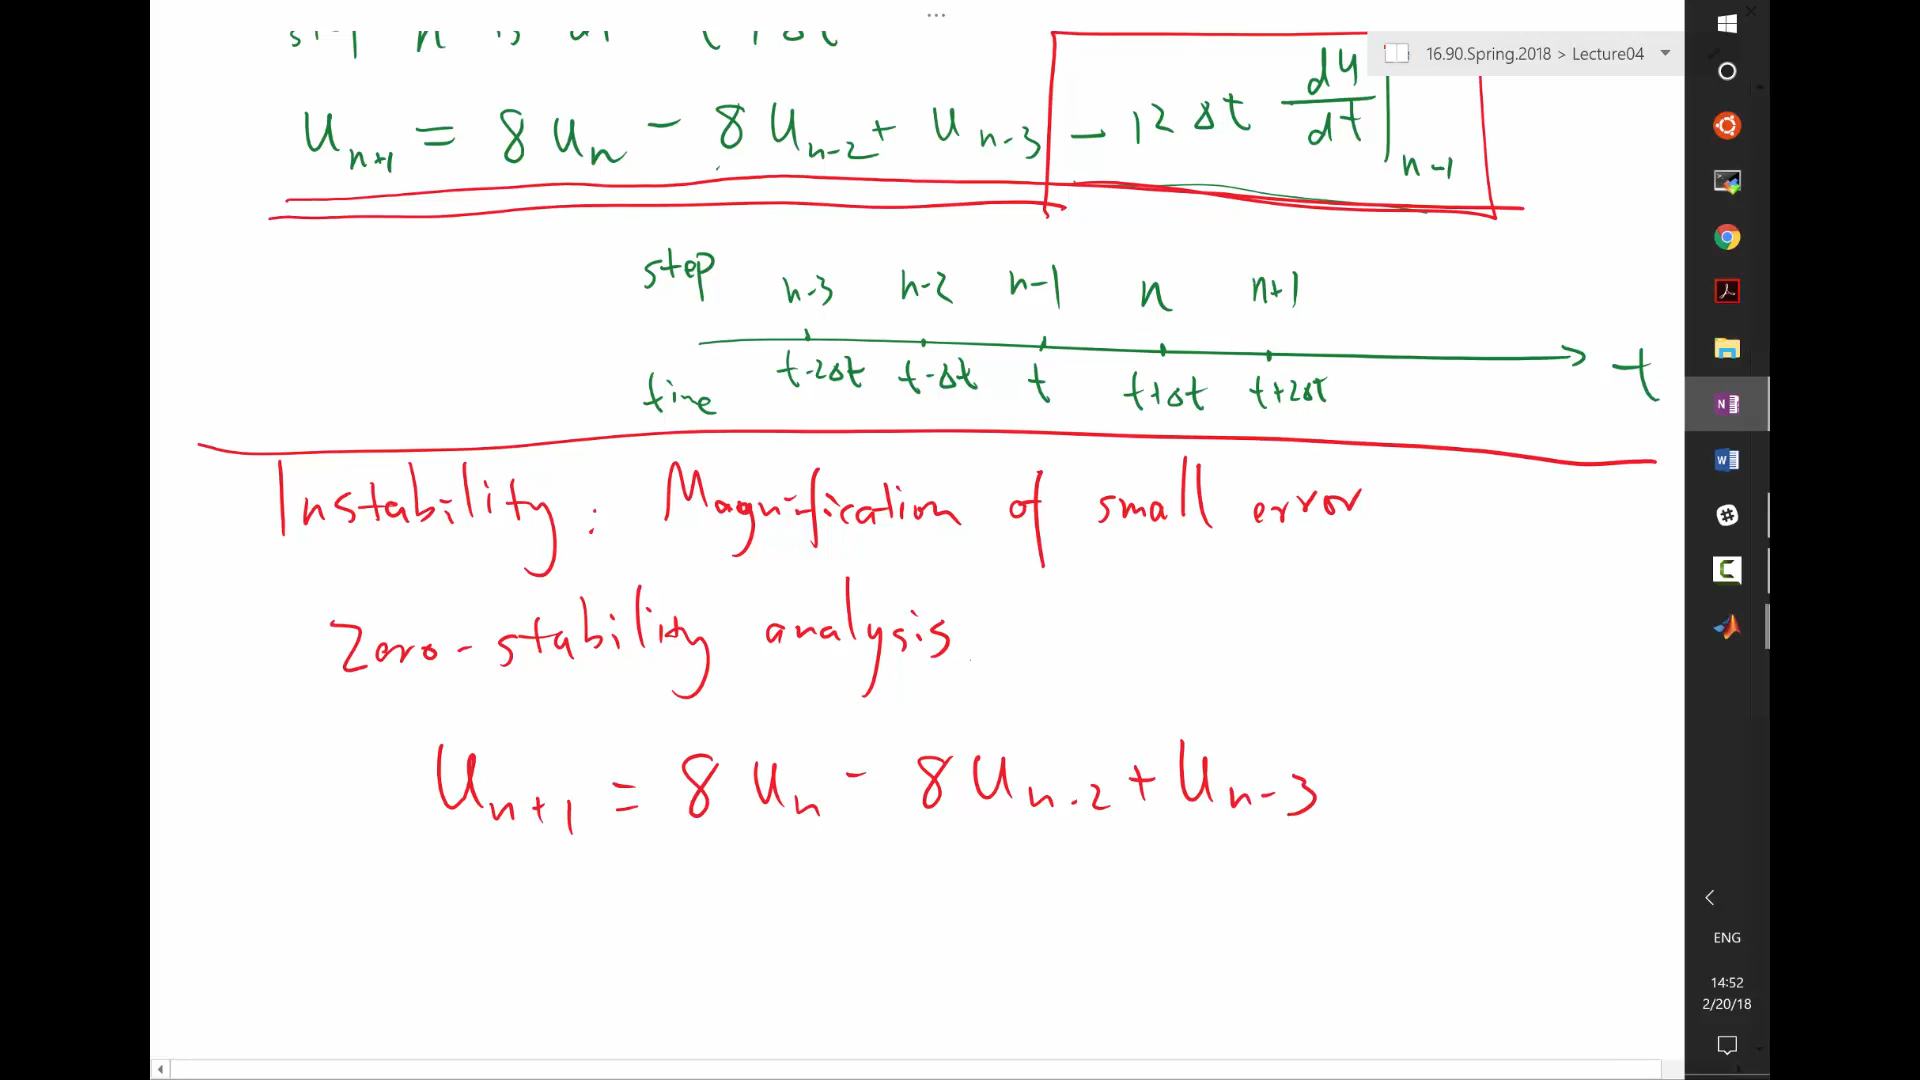 ...
16.90.Spring.2018 > Lecture04
U_{n+1} = 8 U_n - 8 U_{n-2} + U_{n-3} - 12 Δt \frac{du}{dt}|_{n-1}
step n-3 n-2 n-1 n n+1
time t-2Δt t-Δt t t+Δt t+2Δt t
Instability: Magnification of small error
Zero-stability analysis
U_{n+1} = 8 U_n - 8 U_{n-2} + U_{n-3}
ENG
14:52
2/20/18